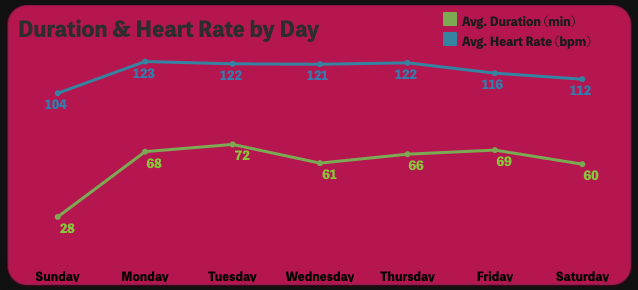 Duration & Heart Rate by Day
Avg. Duration (min)
Avg. Heart Rate (bpm)
104 123 122 121 122 116 112
28 68 72 61 66 69 60
Sunday Monday Tuesday Wednesday Thursday Friday Saturday